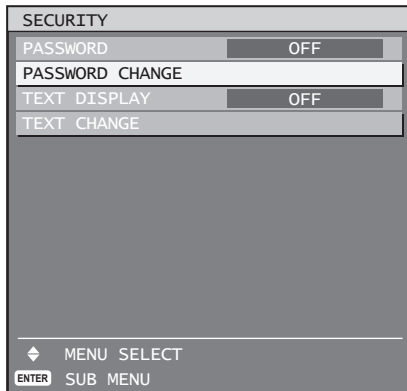 SECURITY
PASSWORD OFF
PASSWORD CHANGE
TEXT DISPLAY OFF
TEXT CHANGE
MENU SELECT
ENTER SUB MENU